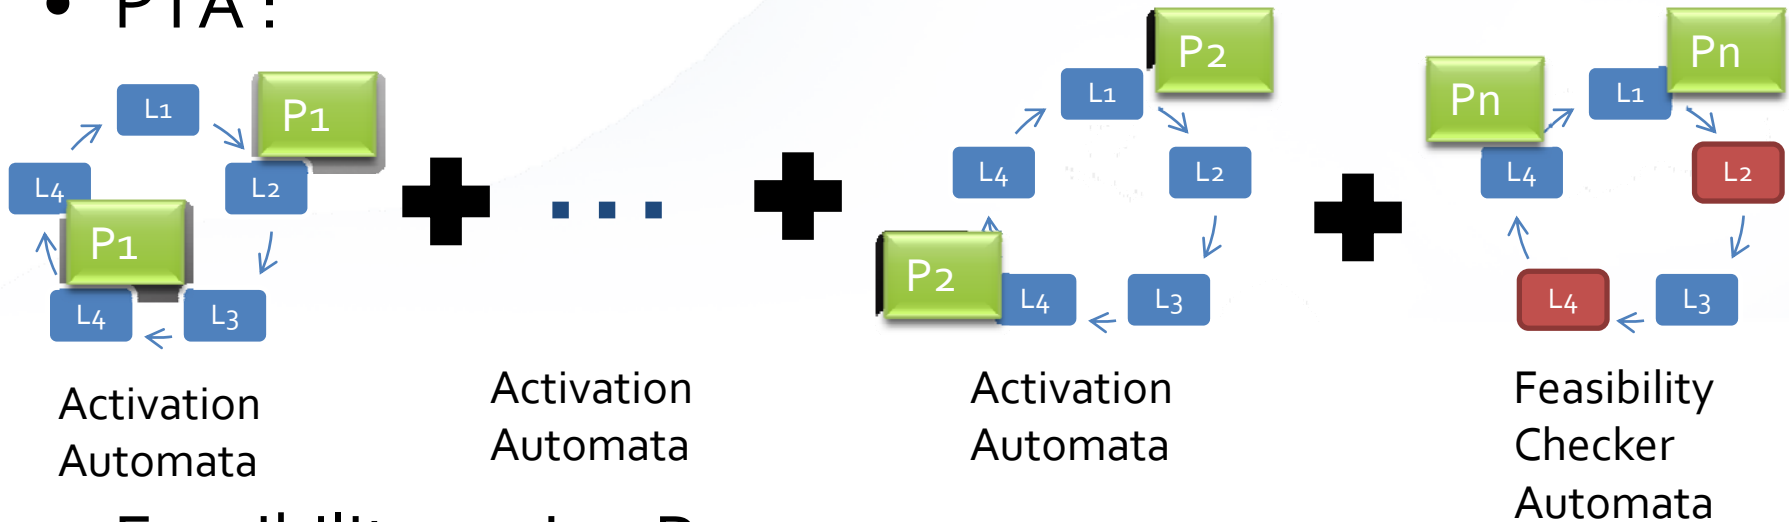 • PTA:
P1
L1
L4
L2
P1
L4
L3
...
P2
L1
L4
L2
P2
L4
L3
Pn
Pn
L1
L4
L2
L4
L3
Activation
Automata
Activation
Automata
Activation
Automata
Feasibility
Checker
Automata